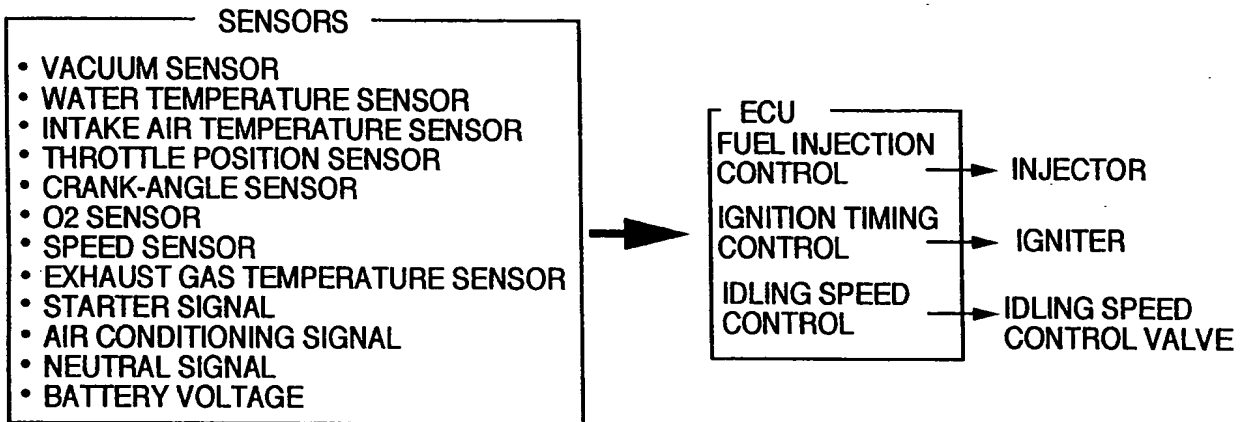 SENSORS
• VACUUM SENSOR
• WATER TEMPERATURE SENSOR
• INTAKE AIR TEMPERATURE SENSOR
• THROTTLE POSITION SENSOR
• CRANK-ANGLE SENSOR
• O2 SENSOR
• SPEED SENSOR
• EXHAUST GAS TEMPERATURE SENSOR
• STARTER SIGNAL
• AIR CONDITIONING SIGNAL
• NEUTRAL SIGNAL
• BATTERY VOLTAGE
ECU
FUEL INJECTION
CONTROL
INJECTOR
IGNITION TIMING
CONTROL
IGNITER
IDLING SPEED
CONTROL
IDLING SPEED
CONTROL VALVE